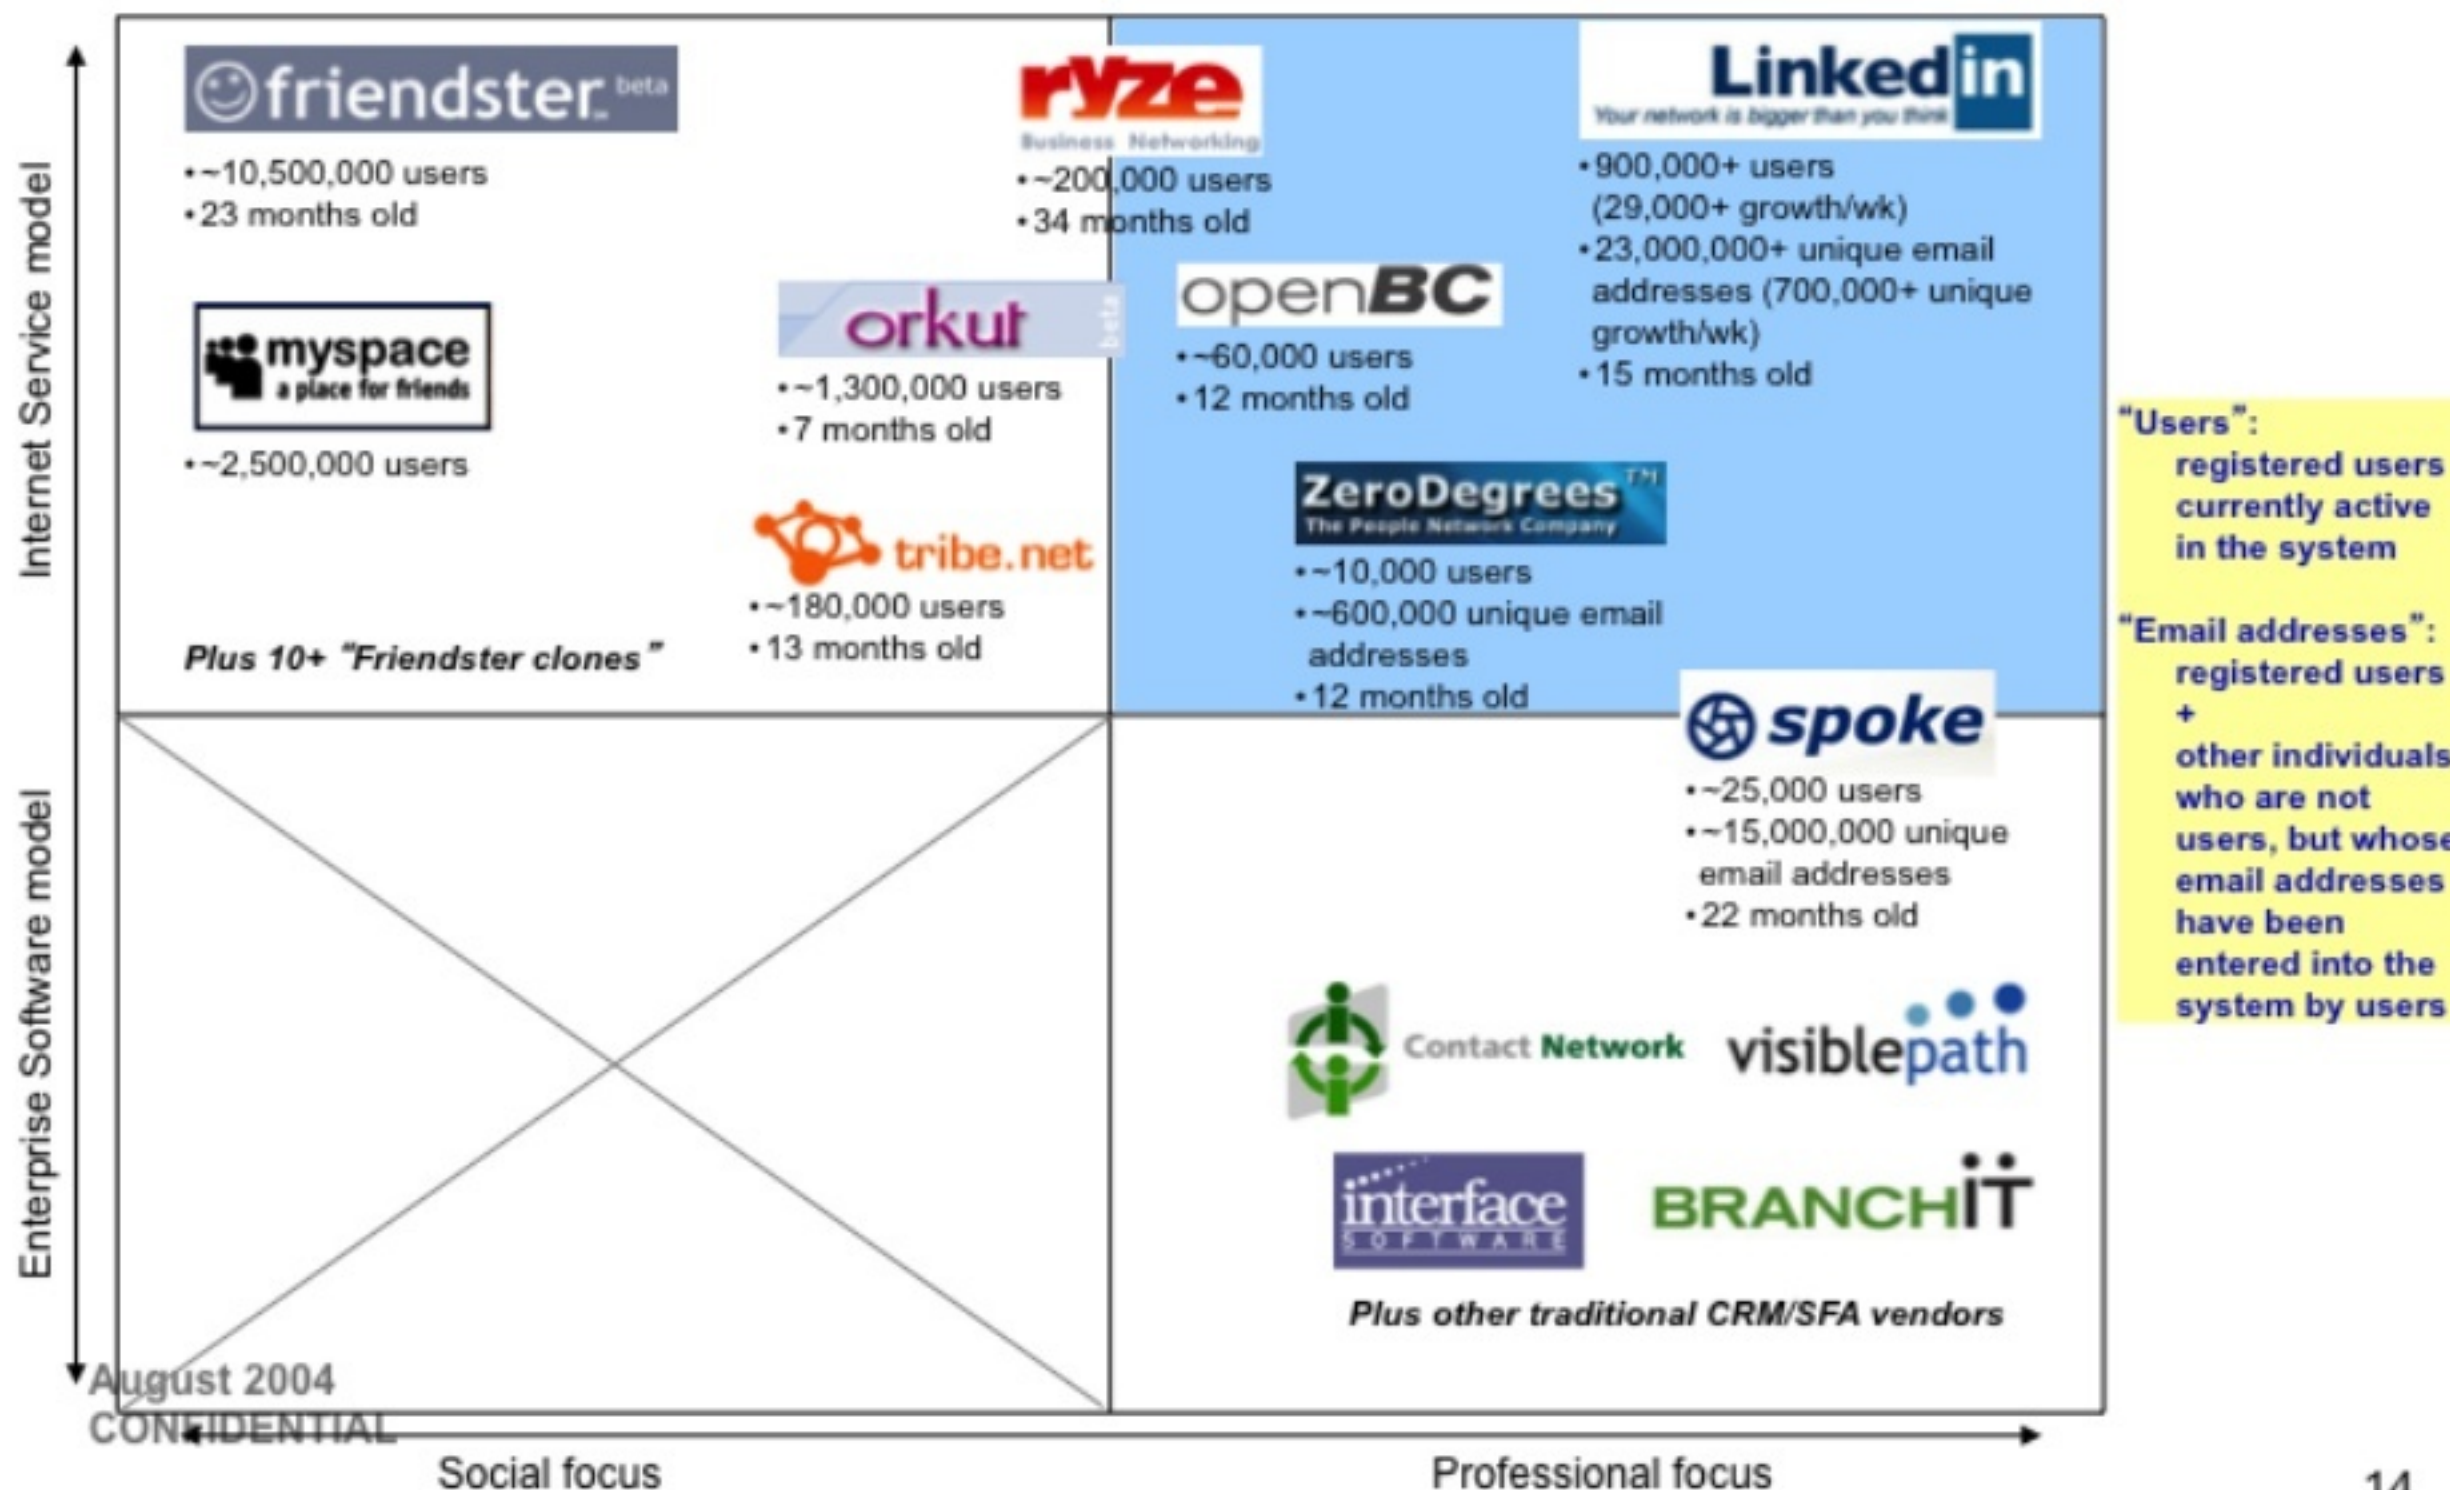 Internet Service model
Enterprise Software model
friendster beta
•~10,500,000 users
•23 months old
myspace
a place for friends
•~2,500,000 users
Plus 10+ “Friendster clones”
ryze
Business Networking
•~200,000 users
•34 months old
orkut
beta
•~1,300,000 users
•7 months old
tribe.net
•~180,000 users
•13 months old
openBC
•~60,000 users
•12 months old
LinkedIn
Your network is bigger than you think
•900,000+ users
(29,000+ growth/wk)
•23,000,000+ unique email
addresses (700,000+ unique
growth/wk)
•15 months old
ZeroDegrees™
The People Network Company
•~10,000 users
•~600,000 unique email
addresses
•12 months old
spoke
•~25,000 users
•~15,000,000 unique
email addresses
•22 months old
Contact Network
visiblepath
interface
SOFTWARE
BRANCHIT
Plus other traditional CRM/SFA vendors
“Users”:
registered users
currently active
in the system
“Email addresses”:
registered users
+
other individuals
who are not
users, but whose
email addresses
have been
entered into the
system by users
August 2004
CONFIDENTIAL
Social focus
Professional focus
14